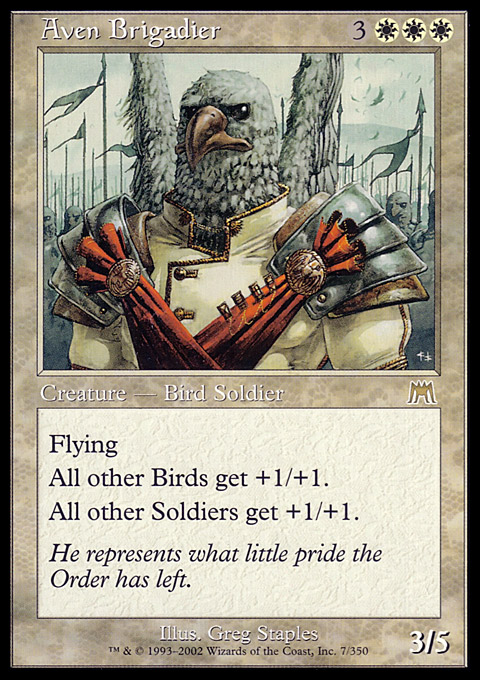 Aven Brigadier 3
Creature — Bird Soldier
Flying
All other Birds get +1/+1.
All other Soldiers get +1/+1.
He represents what little pride the
Order has left.
Illus. Greg Staples
™ & © 1993–2002 Wizards of the Coast, Inc. 7/350
3/5